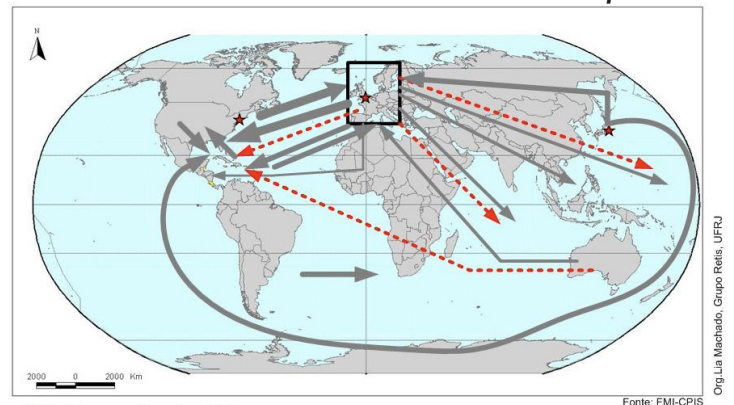 N
2000 0 2000 Km
Org.Lia Machado, Grupo Retis, UFRJ
Fonte: FMI-CPIS